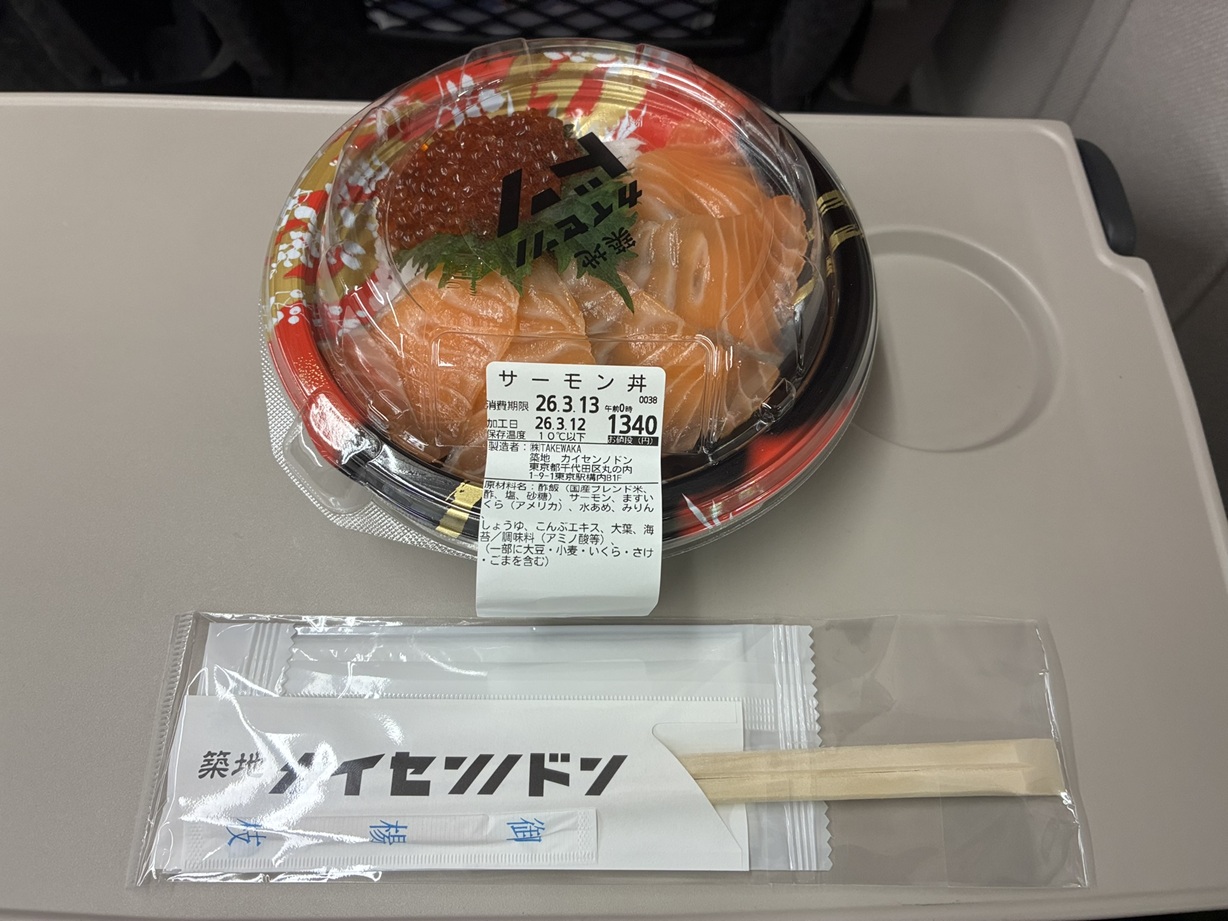 築地
カイセンノ
ドン
サーモン丼
0038
消費期限 26.3.13 午前0時
加工日 26.3.12 1340
保存温度 10℃以下 お値段(円)
製造者:㈱TAKEWAKA
築地 カイセンノドン
東京都千代田区丸の内
1-9-1東京駅構内B1F
原材料名:酢飯(国産ブレンド米、
酢、塩、砂糖)、サーモン、ますい
くら(アメリカ)、水あめ、みりん
、
しょうゆ、こんぶエキス、大葉、海
苔/調味料(アミノ酸等)、
(一部に大豆・小麦・いくら・さけ
・ごまを含む)
築地 カイセンノドン
御楊枝